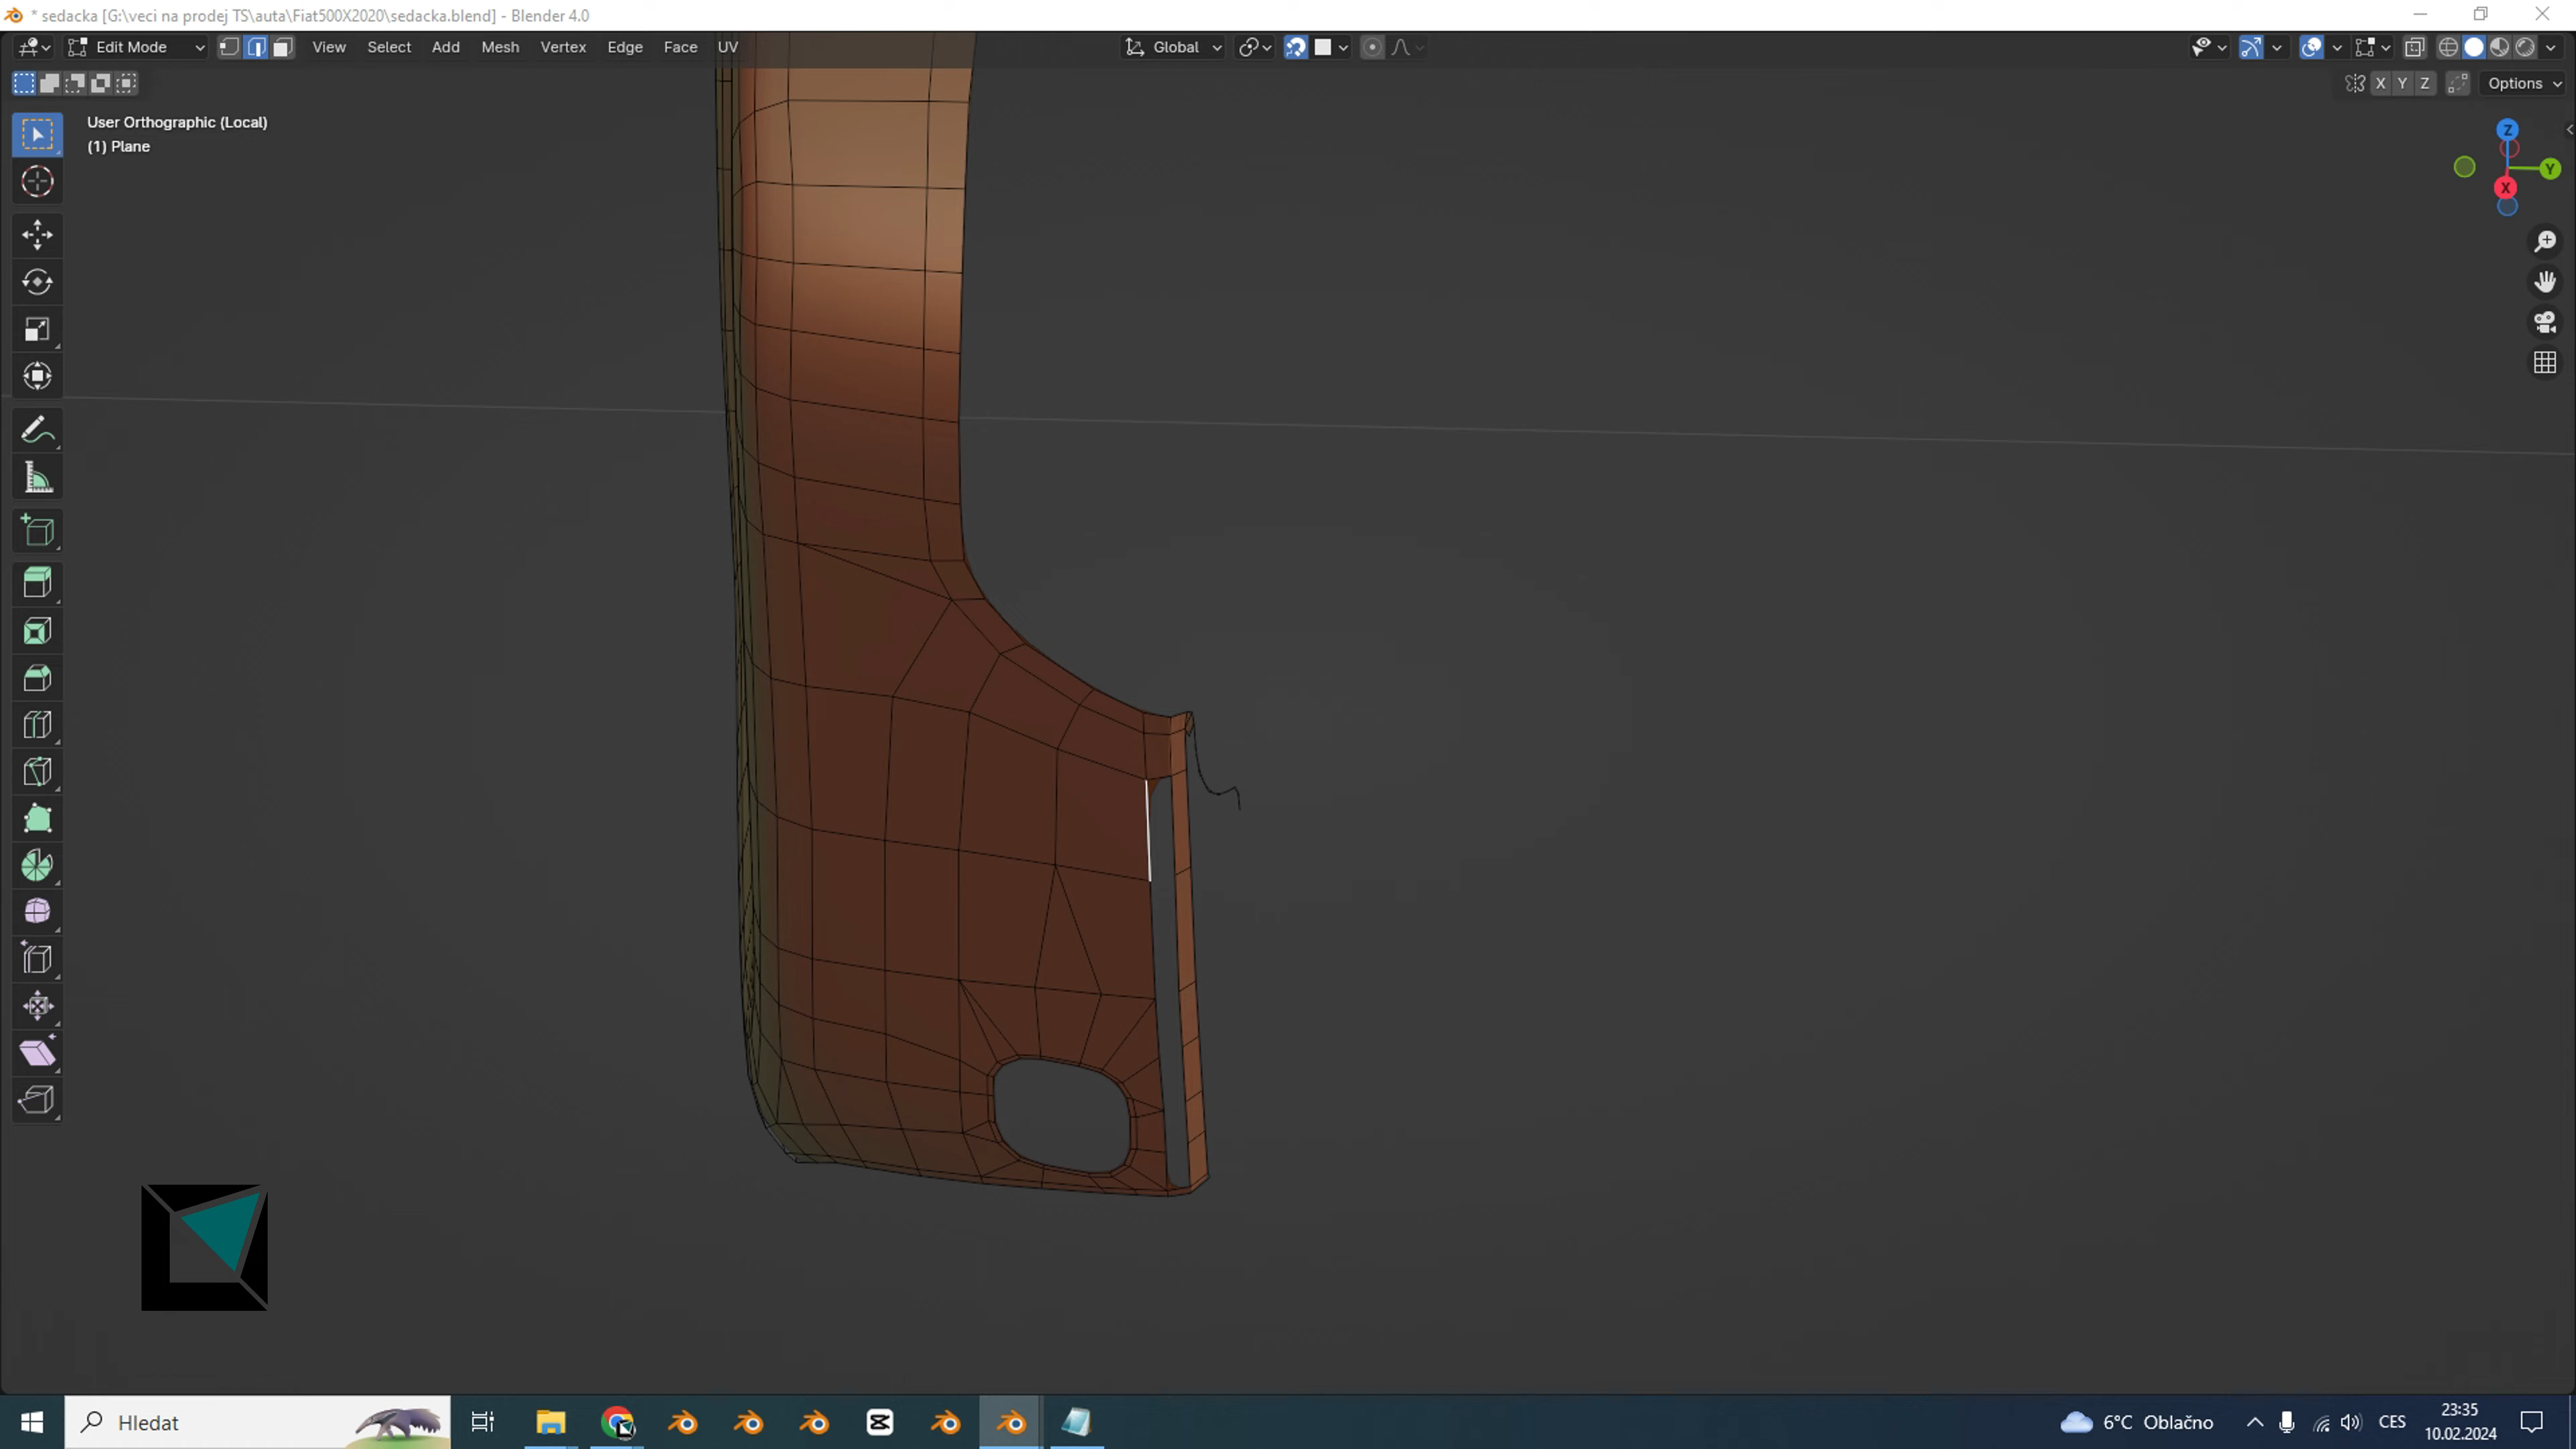 * sedacka [G:\veci na prodej TS\auta\Fiat500X2020\sedacka.blend] - Blender 4.0
Edit Mode View Select Add Mesh Vertex Edge Face UV Global
X Y Z Options
User Orthographic (Local)
(1) Plane
Z
Y
X
Hledat
6°C Oblačno
CES
23:35
10.02.2024